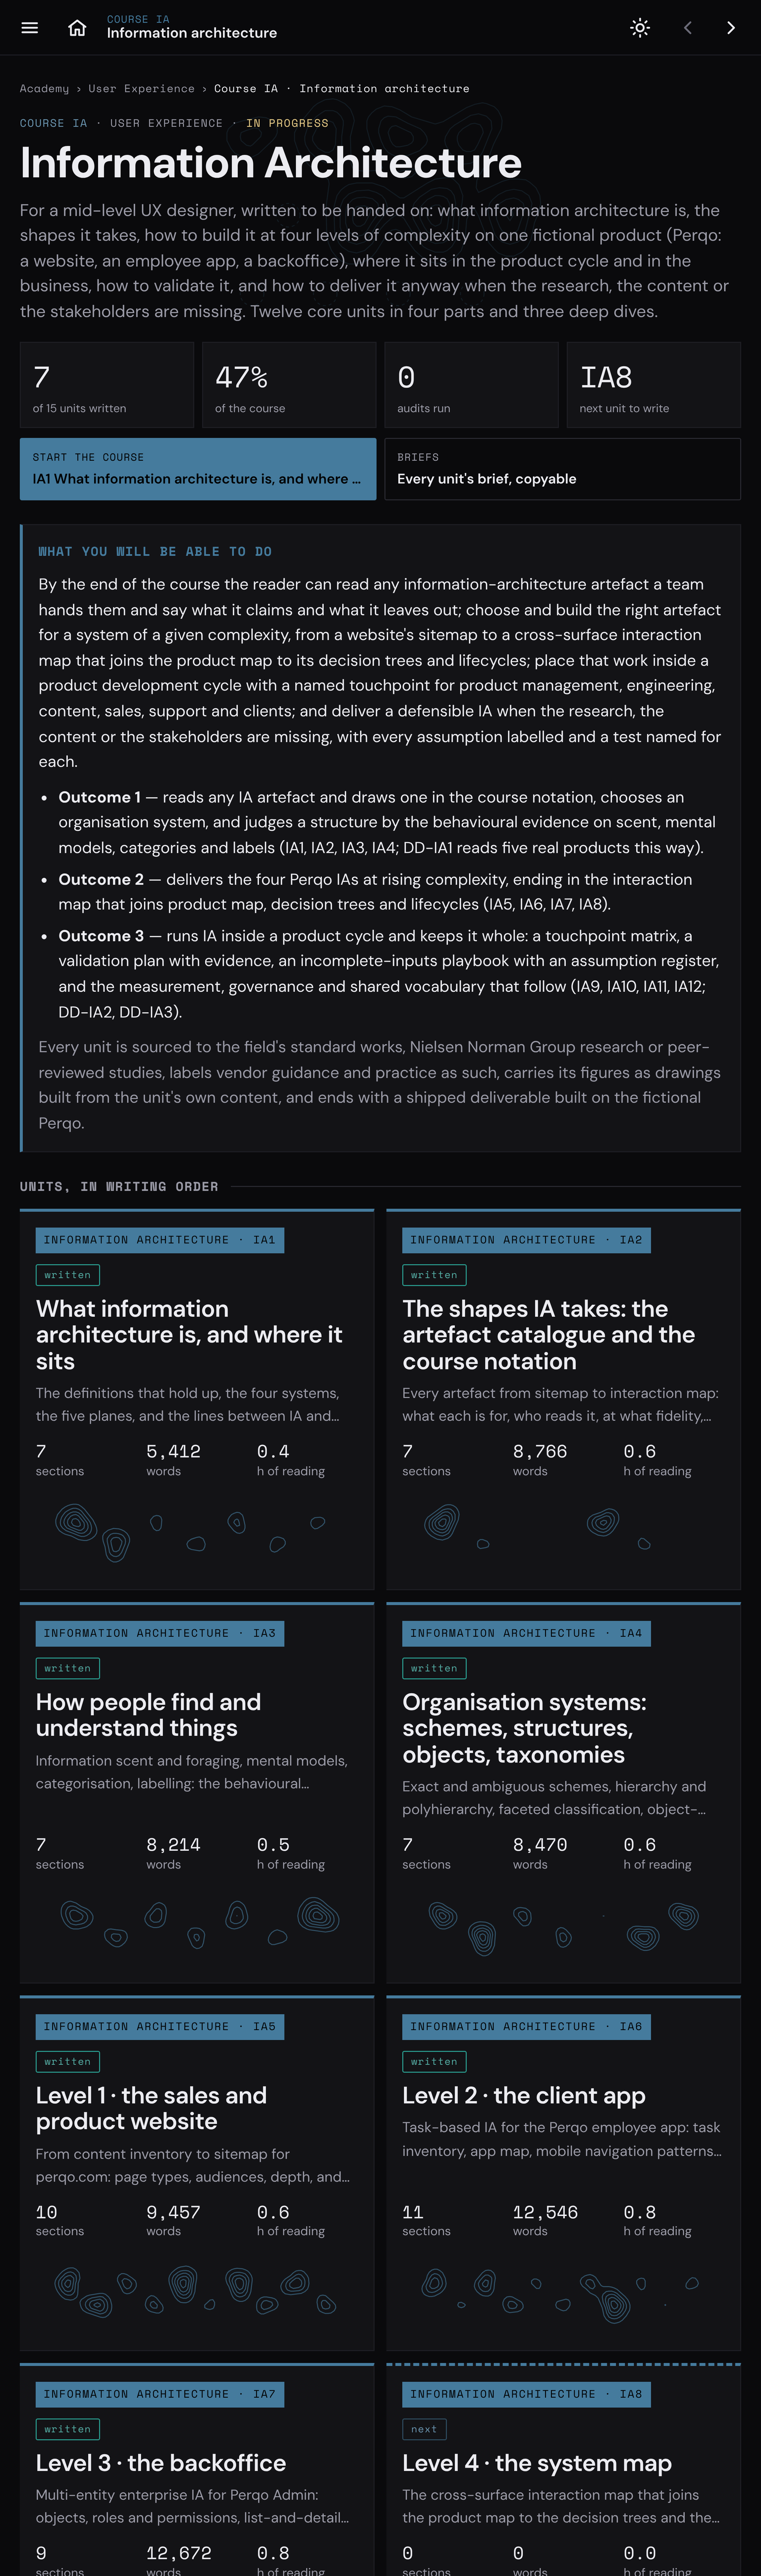 COURSE IA
Information architecture
Academy › User Experience › Course IA · Information architecture
COURSE IA · USER EXPERIENCE · IN PROGRESS
Information Architecture
For a mid-level UX designer, written to be handed on: what information architecture is, the
shapes it takes, how to build it at four levels of complexity on one fictional product (Perqo:
a website, an employee app, a backoffice), where it sits in the product cycle and in the
business, how to validate it, and how to deliver it anyway when the research, the content or
the stakeholders are missing. Twelve core units in four parts and three deep dives.
7
of 15 units written
47%
of the course
0
audits run
IA8
next unit to write
START THE COURSE
IA1 What information architecture is, and where …
BRIEFS
Every unit's brief, copyable
WHAT YOU WILL BE ABLE TO DO
By the end of the course the reader can read any information-architecture artefact a team
hands them and say what it claims and what it leaves out; choose and build the right artefact
for a system of a given complexity, from a website's sitemap to a cross-surface interaction
map that joins the product map to its decision trees and lifecycles; place that work inside a
product development cycle with a named touchpoint for product management, engineering,
content, sales, support and clients; and deliver a defensible IA when the research, the
content or the stakeholders are missing, with every assumption labelled and a test named for
each.
• Outcome 1 — reads any IA artefact and draws one in the course notation, chooses an
organisation system, and judges a structure by the behavioural evidence on scent, mental
models, categories and labels (IA1, IA2, IA3, IA4; DD-IA1 reads five real products this way).
• Outcome 2 — delivers the four Perqo IAs at rising complexity, ending in the interaction
map that joins product map, decision trees and lifecycles (IA5, IA6, IA7, IA8).
• Outcome 3 — runs IA inside a product cycle and keeps it whole: a touchpoint matrix, a
validation plan with evidence, an incomplete-inputs playbook with an assumption register,
and the measurement, governance and shared vocabulary that follow (IA9, IA10, IA11, IA12;
DD-IA2, DD-IA3).
Every unit is sourced to the field's standard works, Nielsen Norman Group research or peer-
reviewed studies, labels vendor guidance and practice as such, carries its figures as drawings
built from the unit's own content, and ends with a shipped deliverable built on the fictional
Perqo.
UNITS, IN WRITING ORDER
INFORMATION ARCHITECTURE · IA1
written
What information
architecture is, and where it
sits
The definitions that hold up, the four systems,
the five planes, and the lines between IA and…
7 5,412 0.4
sections words h of reading
INFORMATION ARCHITECTURE · IA2
written
The shapes IA takes: the
artefact catalogue and the
course notation
Every artefact from sitemap to interaction map:
what each is for, who reads it, at what fidelity,…
7 8,766 0.6
sections words h of reading
INFORMATION ARCHITECTURE · IA3
written
How people find and
understand things
Information scent and foraging, mental models,
categorisation, labelling: the behavioural…
7 8,214 0.5
sections words h of reading
INFORMATION ARCHITECTURE · IA4
written
Organisation systems:
schemes, structures,
objects, taxonomies
Exact and ambiguous schemes, hierarchy and
polyhierarchy, faceted classification, object-…
7 8,470 0.6
sections words h of reading
INFORMATION ARCHITECTURE · IA5
written
Level 1 · the sales and
product website
From content inventory to sitemap for
perqo.com: page types, audiences, depth, and…
10 9,457 0.6
sections words h of reading
INFORMATION ARCHITECTURE · IA6
written
Level 2 · the client app
Task-based IA for the Perqo employee app: task
inventory, app map, mobile navigation patterns…
11 12,546 0.8
sections words h of reading
INFORMATION ARCHITECTURE · IA7
written
Level 3 · the backoffice
Multi-entity enterprise IA for Perqo Admin:
objects, roles and permissions, list-and-detail…
9 12,672 0.8
sections words h of reading
INFORMATION ARCHITECTURE · IA8
next
Level 4 · the system map
The cross-surface interaction map that joins
the product map to the decision trees and the…
0 0 0.0
sections words h of reading